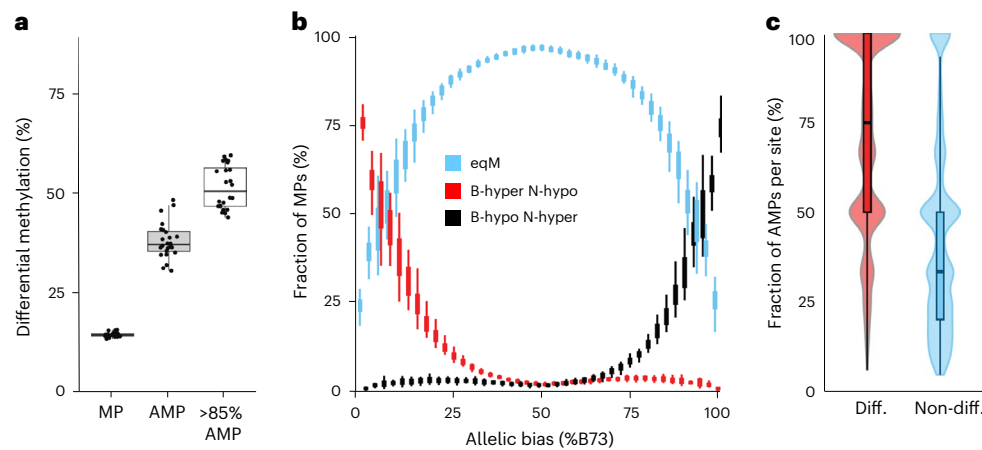 a
Differential methylation (%)
75
50
25
0
MP
AMP
>85%
AMP
b
Fraction of MPs (%)
100
75
50
25
0
eqM
B-hyper N-hypo
B-hypo N-hyper
0
25
50
75
100
Allelic bias (%B73)
c
Fraction of AMPs per site (%)
100
75
50
25
0
Diff.
Non-diff.